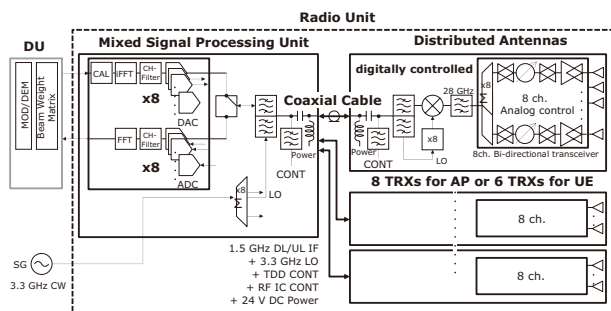 Radio Unit
DU
Mixed Signal Processing Unit
Distributed Antennas
MOD/DEM
Beam Weight
Matrix
CAL
iFFT
CH-
Filter
x8
DAC
FFT
CH-
Filter
x8
ADC
Coaxial Cable
Power
CONT
x8
Σ
LO
digitally controlled
28 GHz
x8
Σ
8 ch.
Analog control
Power
CONT
x8
LO
8ch. Bi-directional transceiver
8 TRXs for AP or 6 TRXs for UE
8 ch.
8 ch.
SG
3.3 GHz CW
1.5 GHz DL/UL IF
+ 3.3 GHz LO
+ TDD CONT
+ RF IC CONT
+ 24 V DC Power